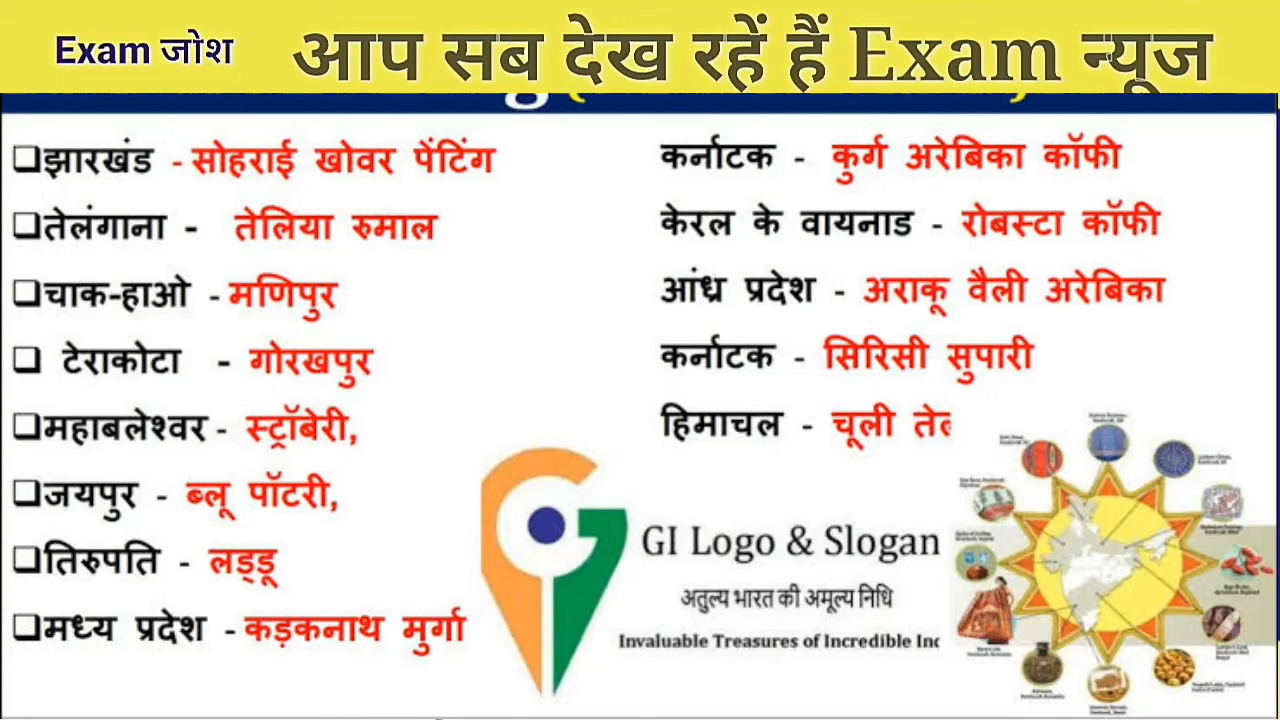 Exam जोश
आप सब देख रहें हैं Exam न्यूज
झारखंड - सोहराई खोवर पेंटिंग
तेलंगाना - तेलिया रुमाल
चाक-हाओ - मणिपुर
टेराकोटा - गोरखपुर
महाबलेश्वर - स्ट्रॉबेरी,
जयपुर - ब्लू पॉटरी,
तिरुपति - लड्डू
मध्य प्रदेश - कड़कनाथ मुर्गा
कर्नाटक - कुर्ग अरेबिका कॉफी
केरल के वायनाड - रोबस्टा कॉफी
आंध्र प्रदेश - अराकू वैली अरेबिका
कर्नाटक - सिरिसी सुपारी
हिमाचल - चूली
GI Logo & Slogan
अतुल्य भारत की अमूल्य निधि
Invaluable Treasures of Incredible